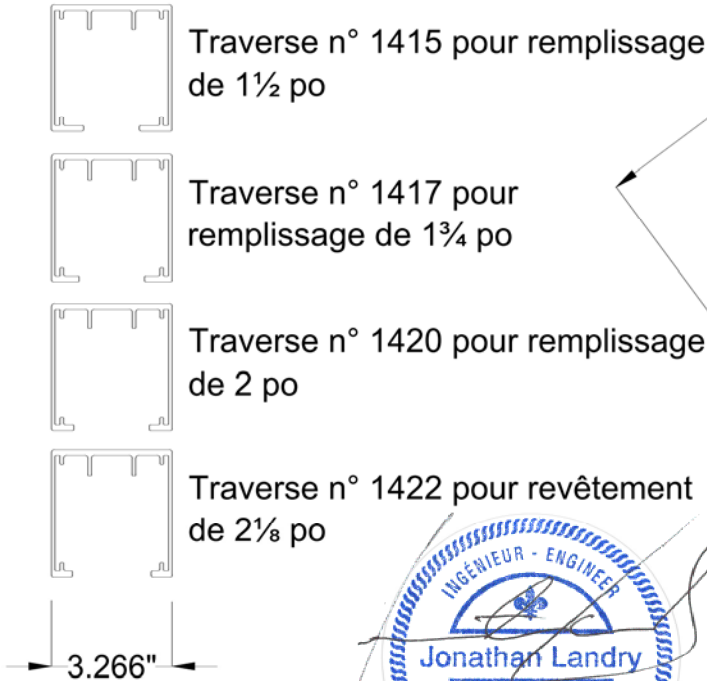 Traverse n° 1415 pour remplissage
de 1½ po
Traverse n° 1417 pour
remplissage de 1¾ po
Traverse n° 1420 pour remplissage
de 2 po
Traverse n° 1422 pour revêtement
de 2⅛ po
INGÉNIEUR - ENGINEER
Jonathan Landry
3.266"